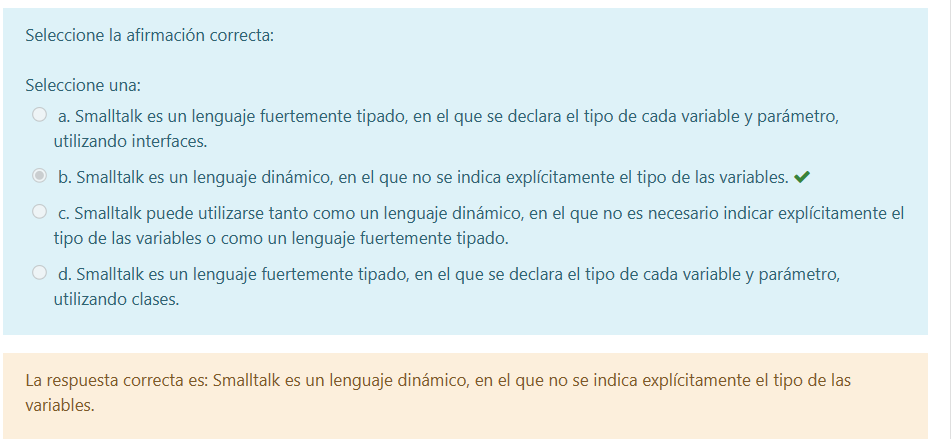 Seleccione la afirmación correcta:
Seleccione una:
a. Smalltalk es un lenguaje fuertemente tipado, en el que se declara el tipo de cada variable y parámetro,
utilizando interfaces.
b. Smalltalk es un lenguaje dinámico, en el que no se indica explícitamente el tipo de las variables.
c. Smalltalk puede utilizarse tanto como un lenguaje dinámico, en el que no es necesario indicar explícitamente el
tipo de las variables o como un lenguaje fuertemente tipado.
d. Smalltalk es un lenguaje fuertemente tipado, en el que se declara el tipo de cada variable y parámetro,
utilizando clases.
La respuesta correcta es: Smalltalk es un lenguaje dinámico, en el que no se indica explícitamente el tipo de las
variables.